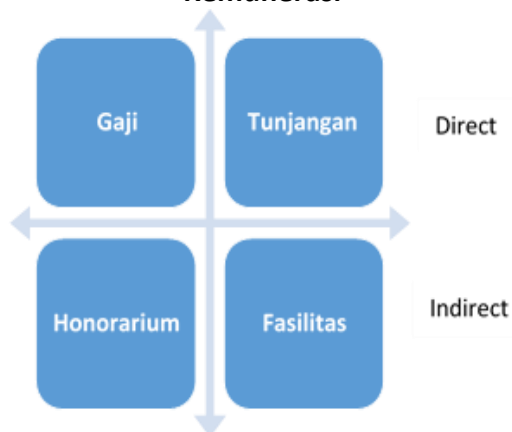 Remunerasi
Gaji
Tunjangan
Direct
Honorarium
Fasilitas
Indirect